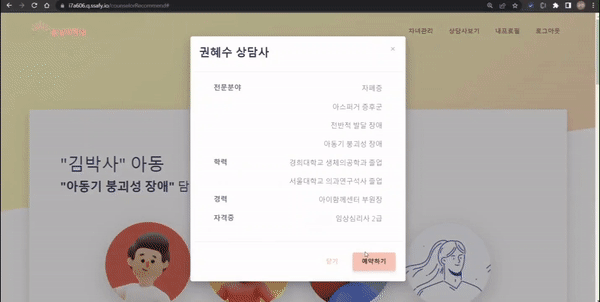 i7a606.q.ssafy.io/counselorRecommend#
자녀관리 상담사보기 내프로필 로그아웃
권혜수 상담사
×
전문분야 자폐증
아스퍼거 증후군
전반적 발달 장애
아동기 붕괴성 장애
학력 경희대학교 생체의공학과 졸업
서울대학교 의과연구석사 졸업
경력 아이함께센터 부원장
자격증 임상심리사 2급
닫기 예약하기
"김박사" 아동
"아동기 붕괴성 장애" 담